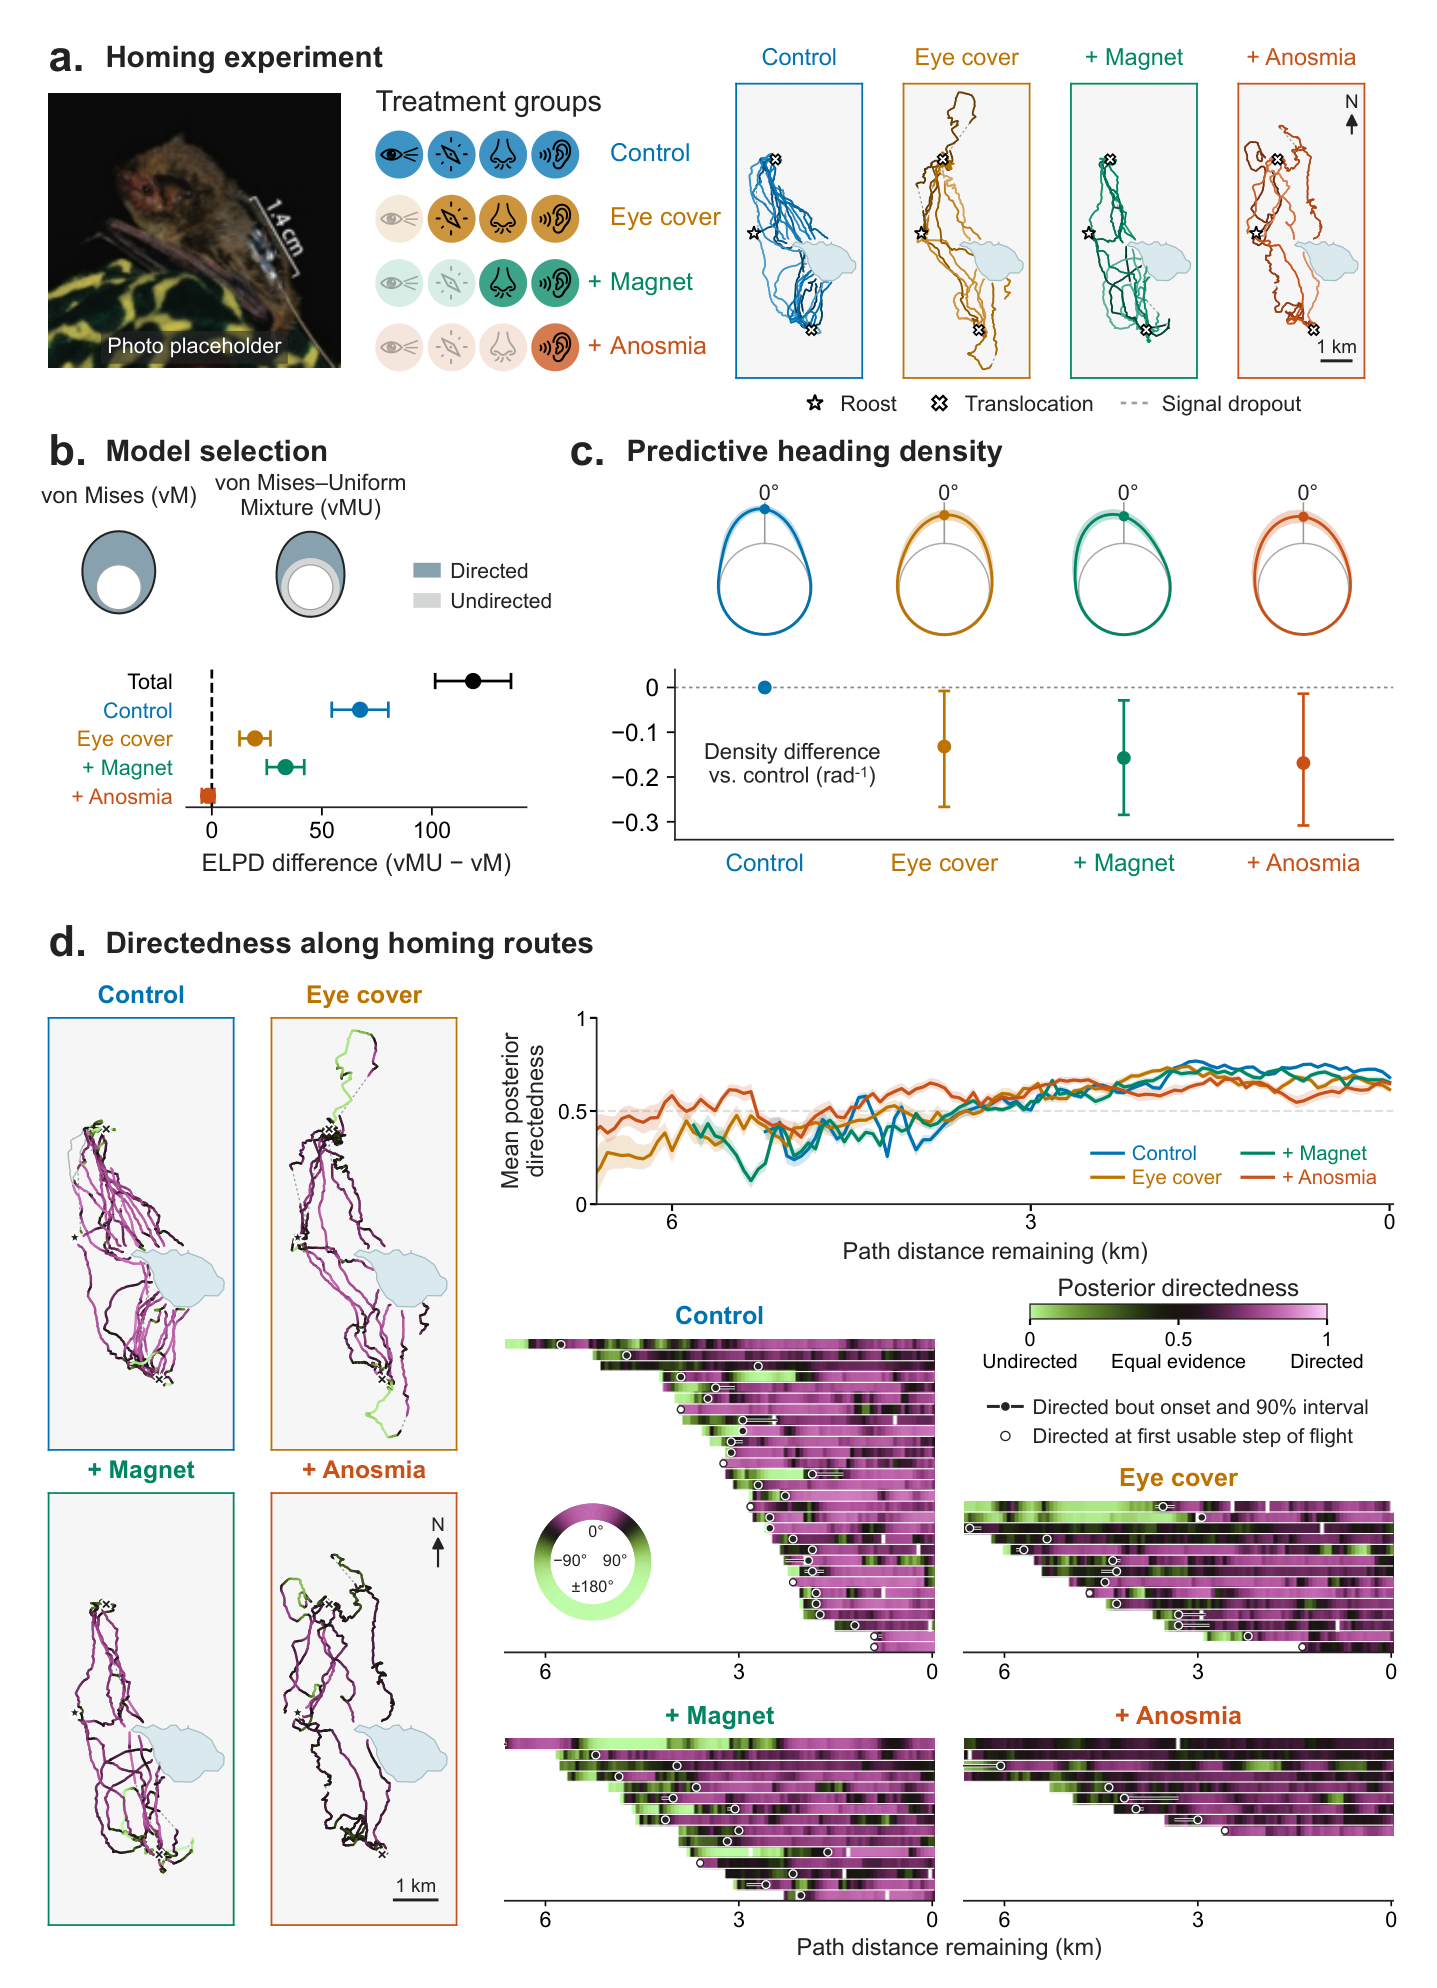 a. Homing experiment
1.4 cm
Photo placeholder
Treatment groups
Control
Eye cover
+ Magnet
+ Anosmia
Control
Eye cover
+ Magnet
+ Anosmia
N
1 km
Roost
Translocation
Signal dropout
b. Model selection
von Mises (vM)
von Mises–Uniform
Mixture (vMU)
Directed
Undirected
Total
Control
Eye cover
+ Magnet
+ Anosmia
0
50
100
ELPD difference (vMU − vM)
c. Predictive heading density
0°
0°
0°
0°
0
−0.1
−0.2
−0.3
Density difference
vs. control (rad⁻¹)
Control
Eye cover
+ Magnet
+ Anosmia
d. Directedness along homing routes
Control
Eye cover
+ Magnet
+ Anosmia
N
1 km
Mean posterior
directedness
1
0.5
0
Control
Eye cover
+ Magnet
+ Anosmia
6
3
0
Path distance remaining (km)
Posterior directedness
0
0.5
1
Undirected
Equal evidence
Directed
Directed bout onset and 90% interval
Directed at first usable step of flight
Control
0°
−90°
90°
±180°
6
3
0
Eye cover
6
3
0
+ Magnet
6
3
0
+ Anosmia
6
3
0
Path distance remaining (km)